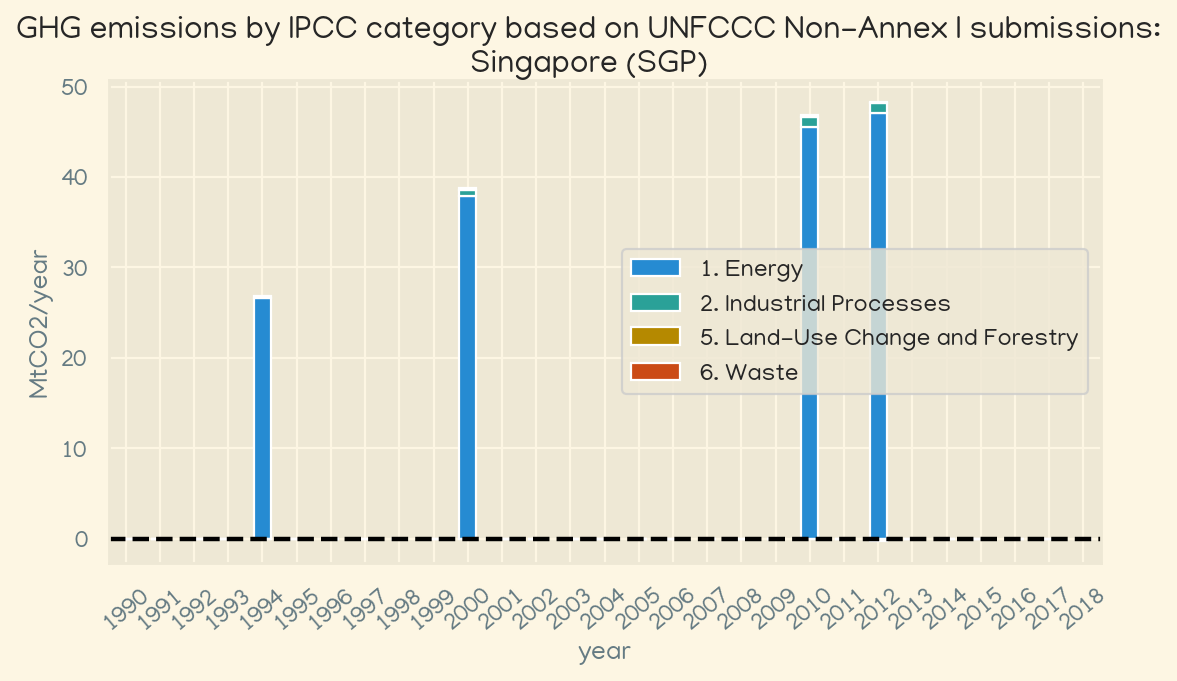 GHG emissions by IPCC category based on UNFCCC Non-Annex I submissions:
Singapore (SGP)
50
40
30
20
10
0
MtCO2/year
1. Energy
2. Industrial Processes
5. Land-Use Change and Forestry
6. Waste
1990 1991 1992 1993 1994 1995 1996 1997 1998 1999 2000 2001 2002 2003 2004 2005 2006 2007 2008 2009 2010 2011 2012 2013 2014 2015 2016 2017 2018
year